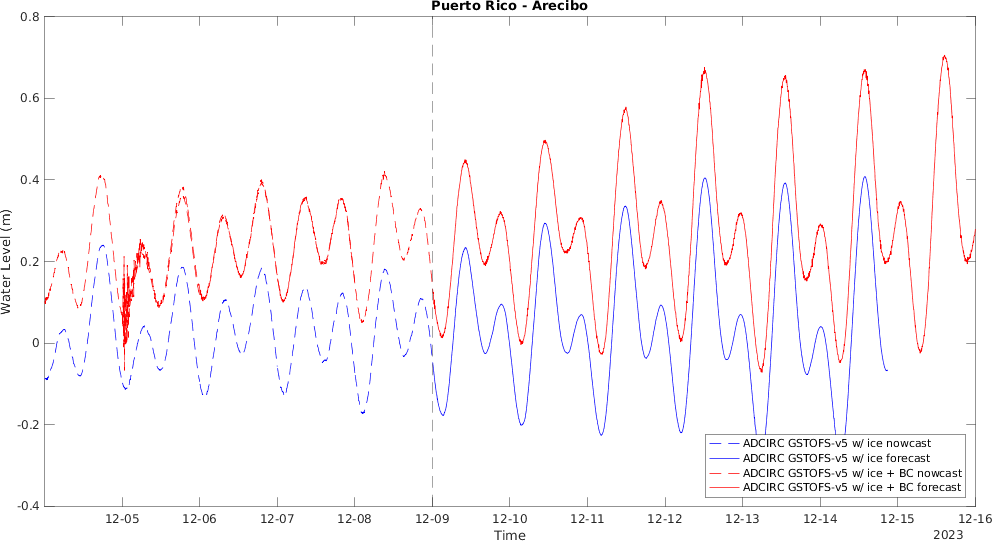 Puerto Rico - Arecibo
Water Level (m)
0.8
0.6
0.4
0.2
0
-0.2
-0.4
ADCIRC GSTOFS-v5 w/ ice nowcast
ADCIRC GSTOFS-v5 w/ ice forecast
ADCIRC GSTOFS-v5 w/ ice + BC nowcast
ADCIRC GSTOFS-v5 w/ ice + BC forecast
12-05 12-06 12-07 12-08 12-09 12-10 12-11 12-12 12-13 12-14 12-15 12-16
Time
2023